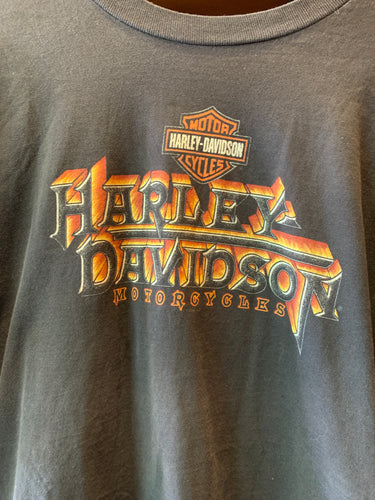 MOTOR
HARLEY-DAVIDSON
CYCLES
HARLEY-
DAVIDSON
MOTORCYCLES